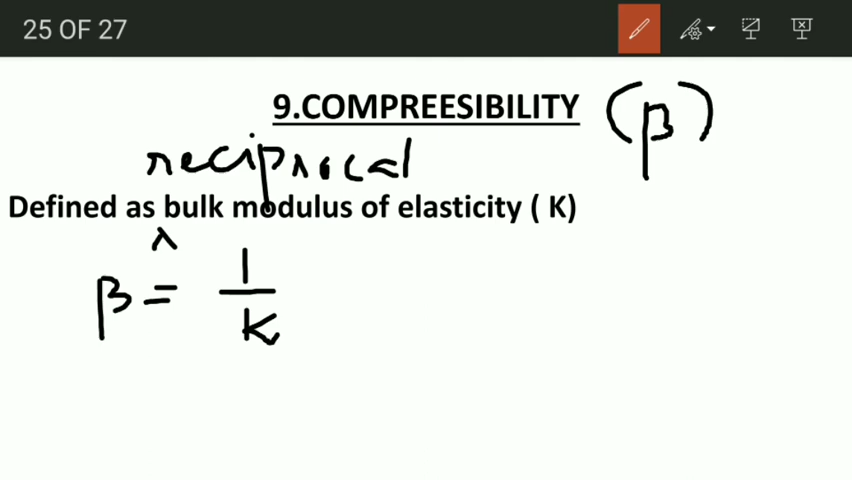 25 OF 27
9.COMPREESIBILITY (β)
reciprocal
Defined as bulk modulus of elasticity ( K)
^
β = 1/K